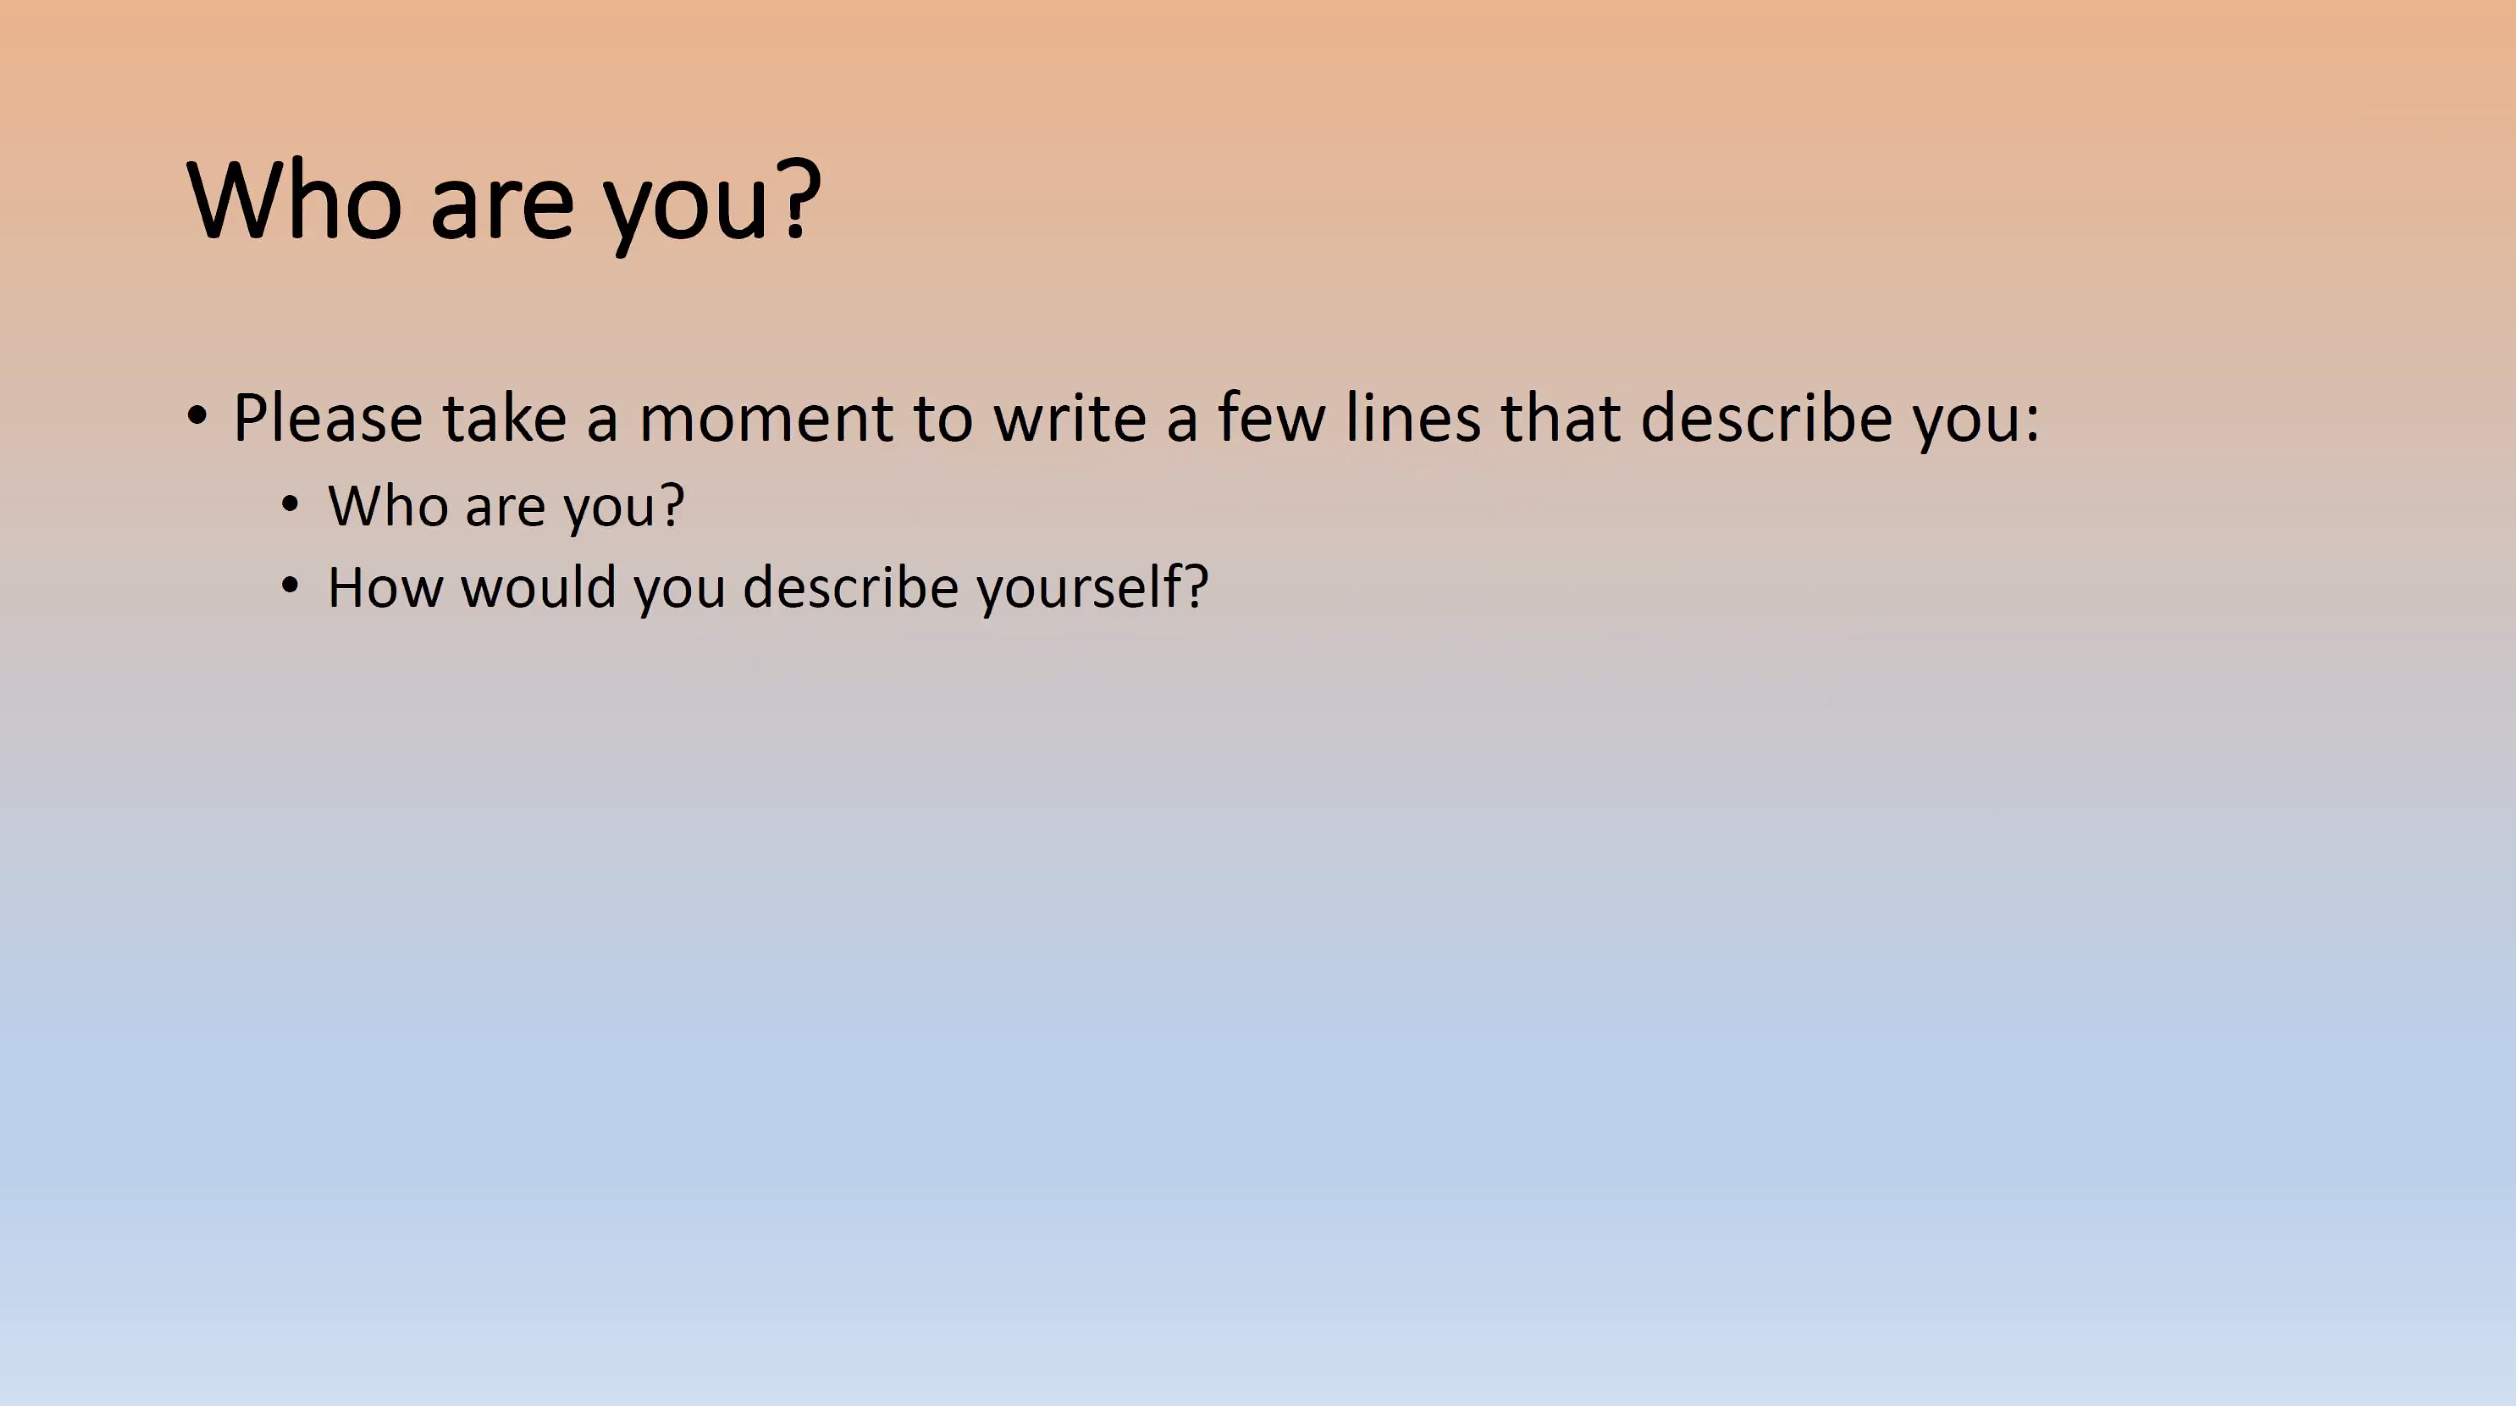 Who are you?
• Please take a moment to write a few lines that describe you:
• Who are you?
• How would you describe yourself?